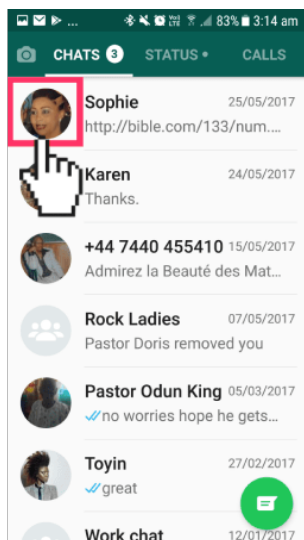 83% 3:14 am
CHATS 3 STATUS • CALLS
Sophie 25/05/2017
http://bible.com/133/num....
Karen 24/05/2017
Thanks.
+44 7440 455410 15/05/2017
Admirez la Beauté des Mat...
Rock Ladies 07/05/2017
Pastor Doris removed you
Pastor Odun King 05/03/2017
no worries hope he gets...
Toyin 27/02/2017
great
Work chat 12/01/2017